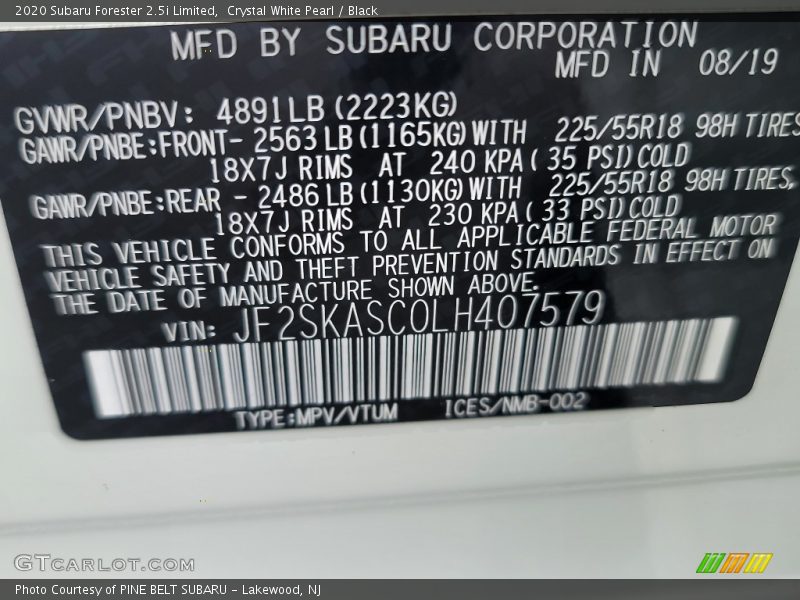 2020 Subaru Forester 2.5i Limited,  Crystal White Pearl / Black
MFD BY SUBARU CORPORATION
MFD IN 08/19
GVWR/PNBV: 4891LB(2223KG)
GAWR/PNBE:FRONT- 2563LB(1165KG)WITH 225/55R18 98H TIRES
18X7J RIMS AT 240 KPA(35 PSI)COLD
GAWR/PNBE:REAR - 2486LB(1130KG)WITH 225/55R18 98H TIRES,
18X7J RIMS AT 230 KPA(33 PSI)COLD
THIS VEHICLE CONFORMS TO ALL APPLICABLE FEDERAL MOTOR
VEHICLE SAFETY AND THEFT PREVENTION STANDARDS IN EFFECT ON
THE DATE OF MANUFACTURE SHOWN ABOVE.
VIN: JF2SKASC0LH407579
TYPE:MPV/VTUM ICES/NMB-002
GTCARLOT.COM
Photo Courtesy of PINE BELT SUBARU – Lakewood, NJ